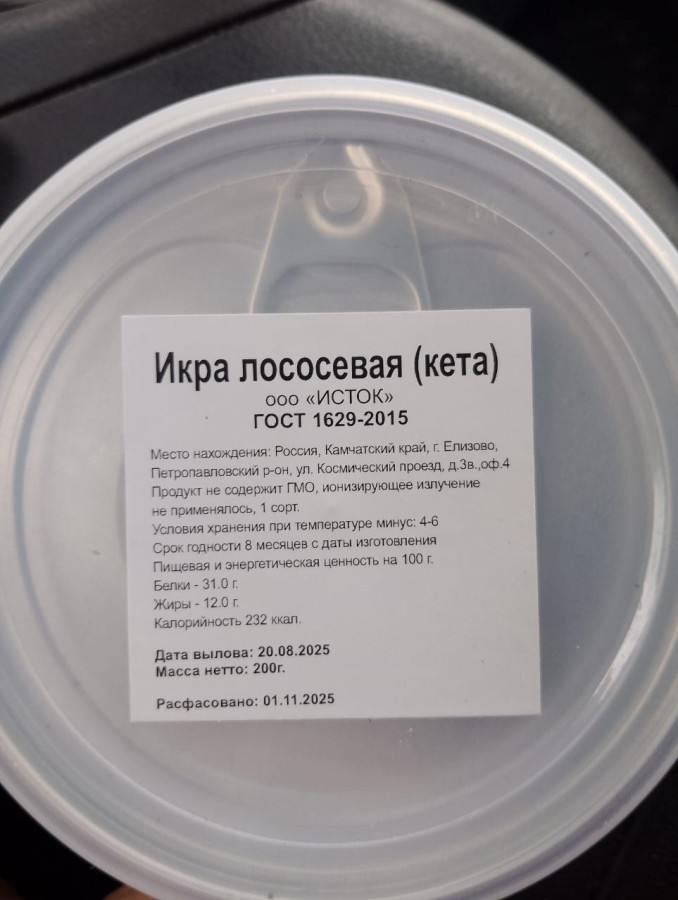 Икра лососевая (кета)
ооо «ИСТОК»
ГОСТ 1629-2015
Место нахождения: Россия, Камчатский край, г. Елизово,
Петропавловский р-он, ул. Космический проезд, д.3в.,оф.4
Продукт не содержит ГМО, ионизирующее излучение
не применялось, 1 сорт.
Условия хранения при температуре минус: 4-6
Срок годности 8 месяцев с даты изготовления
Пищевая и энергетическая ценность на 100 г.
Белки - 31.0 г.
Жиры - 12.0 г.
Калорийность 232 ккал.
Дата вылова: 20.08.2025
Масса нетто: 200г.
Расфасовано: 01.11.2025